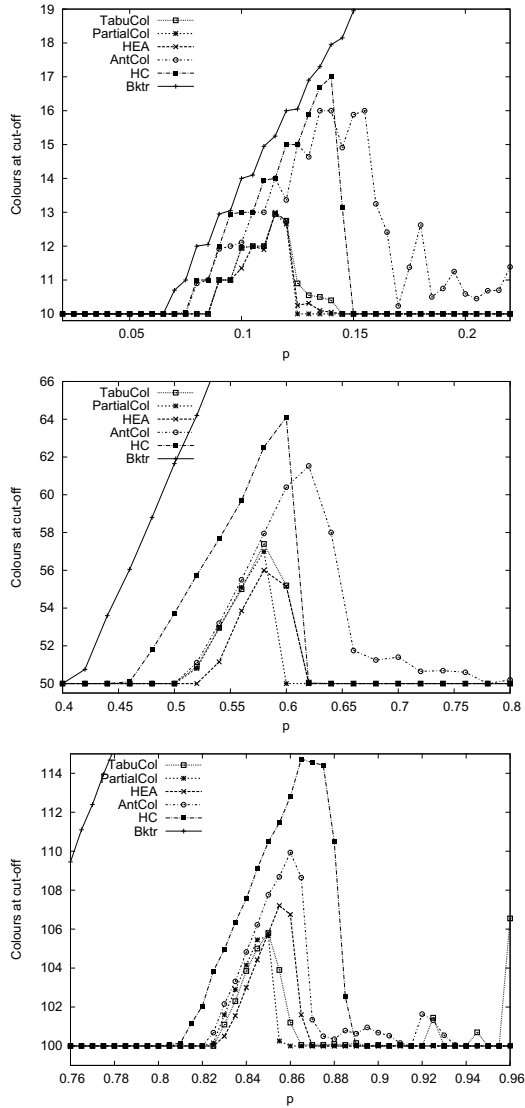 19
18
17
16
15
14
13
12
11
10
Colours at cut-off
TabuCol
PartialCol
HEA
AntCol
HC
Bktr
0.05
0.1
0.15
0.2
p
66
64
62
60
58
56
54
52
50
Colours at cut-off
TabuCol
PartialCol
HEA
AntCol
HC
Bktr
0.4
0.45
0.5
0.55
0.6
0.65
0.7
0.75
0.8
p
114
112
110
108
106
104
102
100
Colours at cut-off
TabuCol
PartialCol
HEA
AntCol
HC
Bktr
0.76
0.78
0.8
0.82
0.84
0.86
0.88
0.9
0.92
0.94
0.96
p